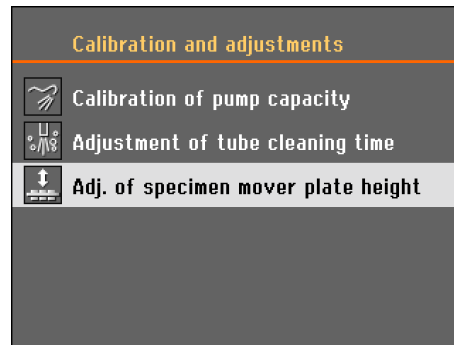 Calibration and adjustments
Calibration of pump capacity
Adjustment of tube cleaning time
Adj. of specimen mover plate height